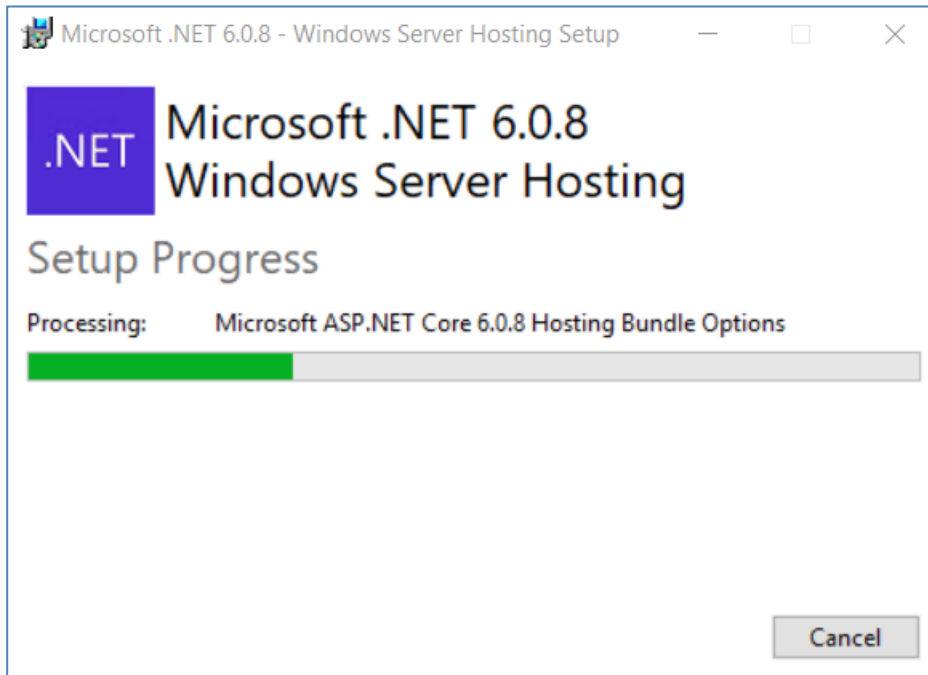 Microsoft .NET 6.0.8 - Windows Server Hosting Setup
.NET
Microsoft .NET 6.0.8
Windows Server Hosting
Setup Progress
Processing: Microsoft ASP.NET Core 6.0.8 Hosting Bundle Options
Cancel